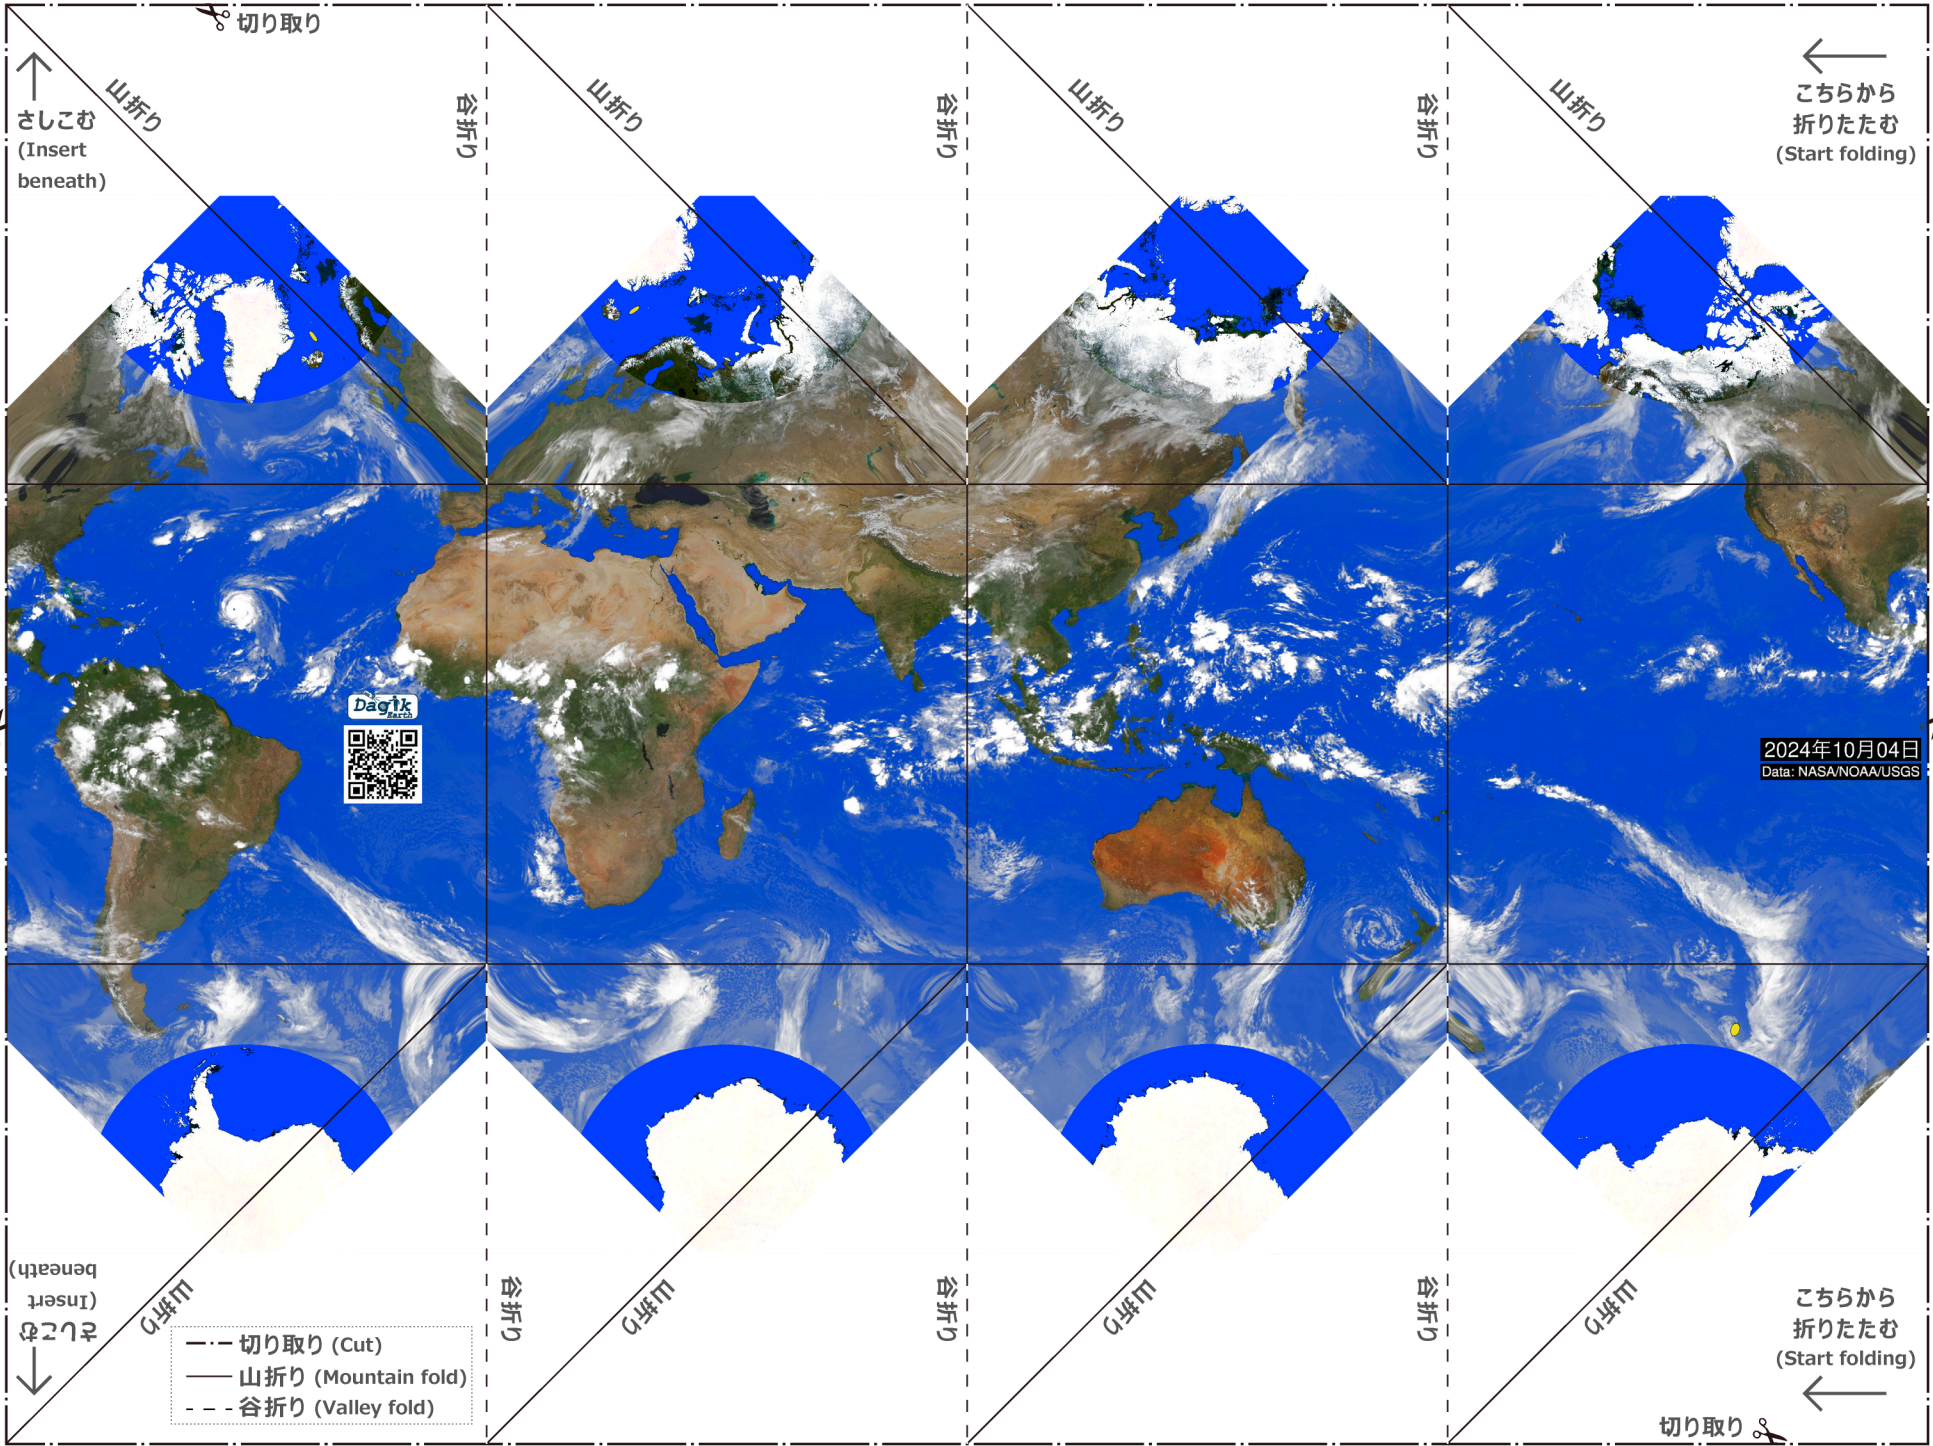 切り取り
山折り
谷折り
山折り
谷折り
山折り
谷折り
山折り
さしこむ
(Insert
beneath)
こちらから
折りたたむ
(Start folding)
Dagik
Earth
2024年10月04日
Data: NASA/NOAA/USGS
さしこむ
(Insert
beneath)
山折り
谷折り
山折り
谷折り
山折り
谷折り
山折り
切り取り (Cut)
山折り (Mountain fold)
谷折り (Valley fold)
こちらから
折りたたむ
(Start folding)
切り取り